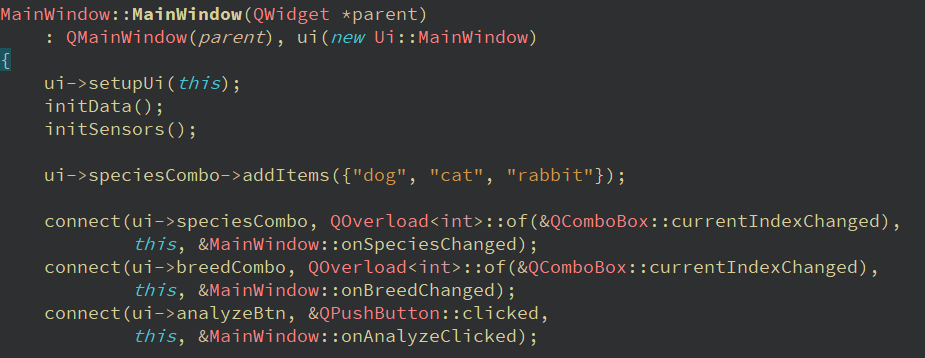 MainWindow::MainWindow(QWidget *parent)
    : QMainWindow(parent), ui(new Ui::MainWindow)
{
    ui->setupUi(this);
    initData();
    initSensors();

    ui->speciesCombo->addItems({"dog", "cat", "rabbit"});

    connect(ui->speciesCombo, QOverload<int>::of(&QComboBox::currentIndexChanged),
            this, &MainWindow::onSpeciesChanged);
    connect(ui->breedCombo, QOverload<int>::of(&QComboBox::currentIndexChanged),
            this, &MainWindow::onBreedChanged);
    connect(ui->analyzeBtn, &QPushButton::clicked,
            this, &MainWindow::onAnalyzeClicked);